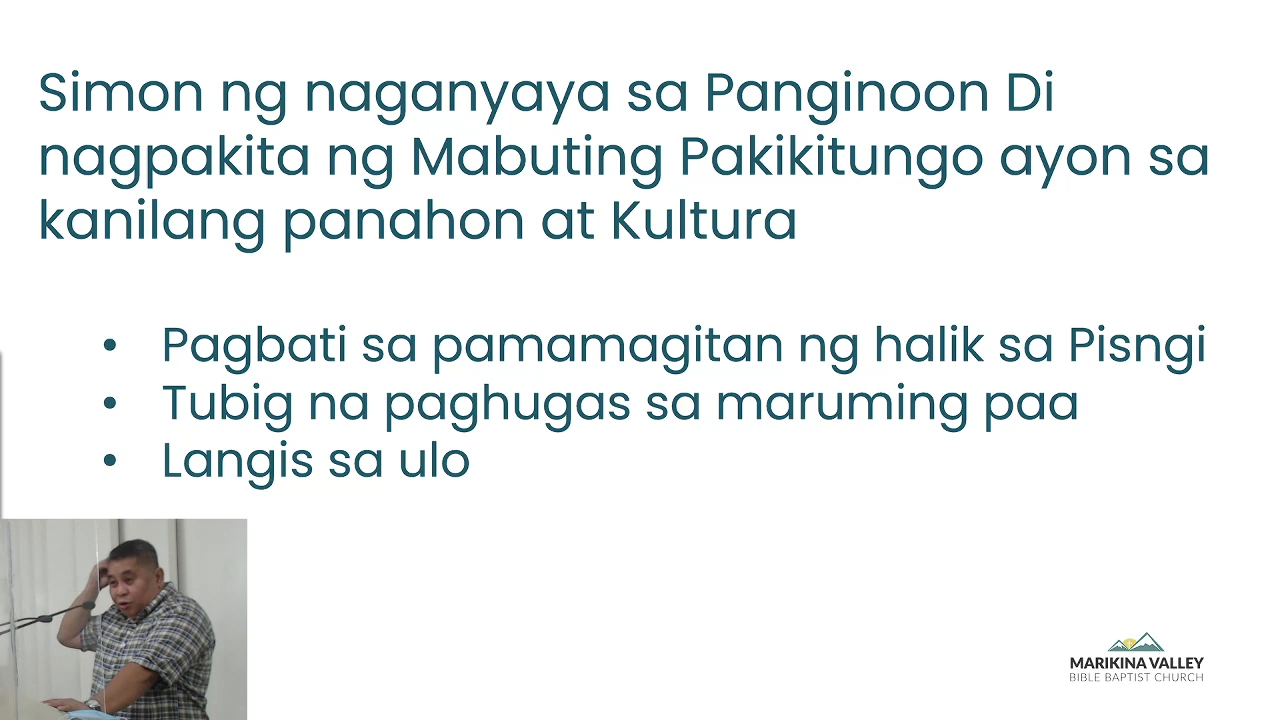 Simon ng naganyaya sa Panginoon Di
nagpakita ng Mabuting Pakikitungo ayon sa
kanilang panahon at Kultura
• Pagbati sa pamamagitan ng halik sa Pisngi
• Tubig na paghugas sa maruming paa
• Langis sa ulo
MARIKINA VALLEY
BIBLE BAPTIST CHURCH